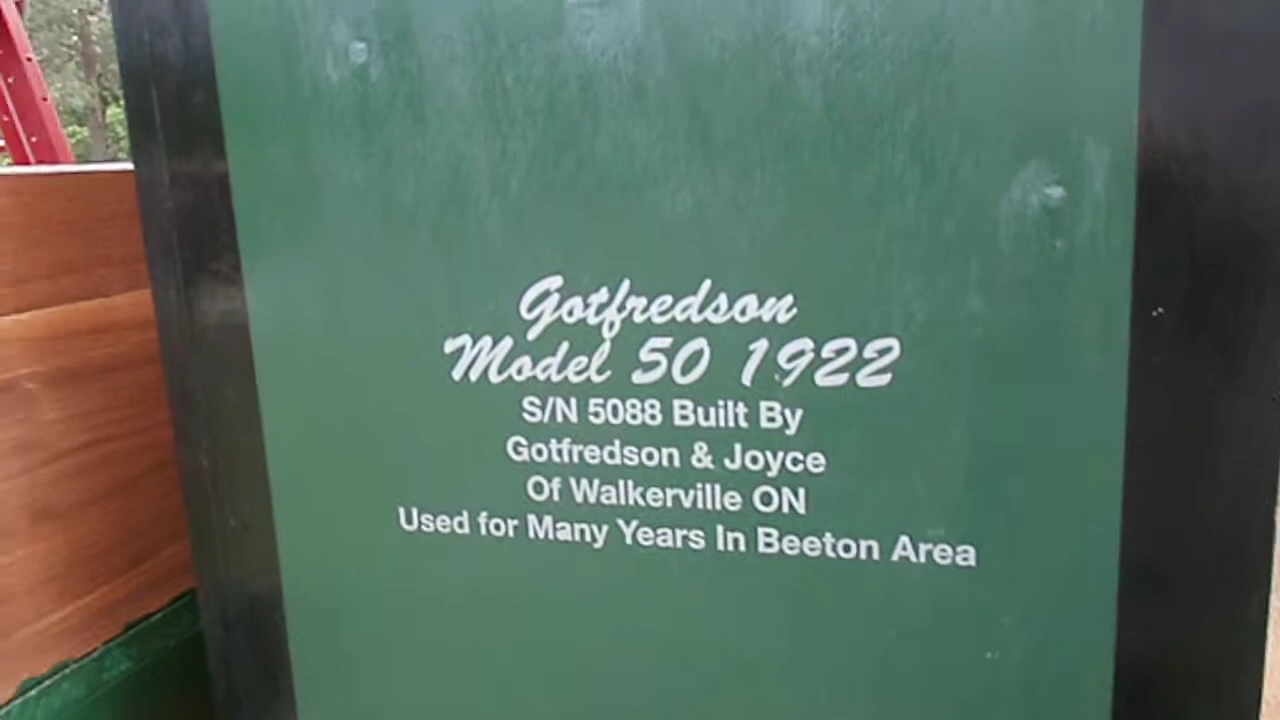 Gotfredson
Model 50 1922
S/N 5088 Built By
Gotfredson & Joyce
Of Walkerville ON
Used for Many Years In Beeton Area